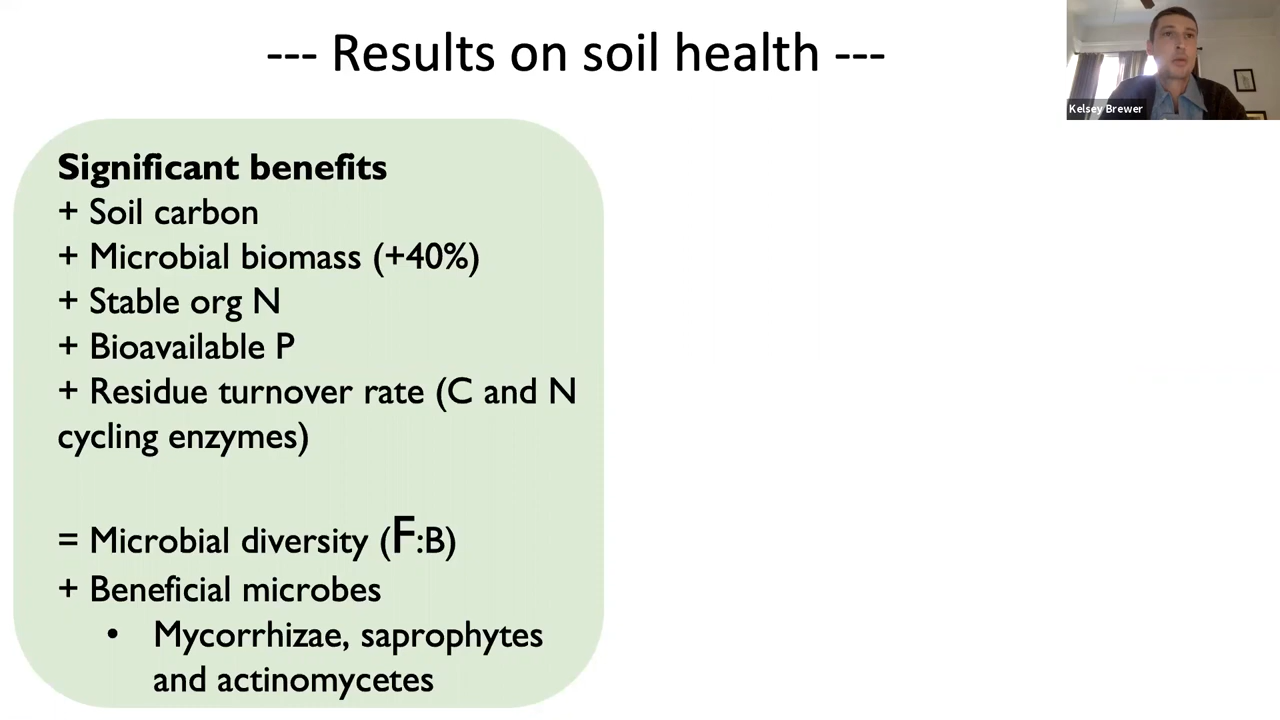 --- Results on soil health ---
Kelsey Brewer
Significant benefits
+ Soil carbon
+ Microbial biomass (+40%)
+ Stable org N
+ Bioavailable P
+ Residue turnover rate (C and N
cycling enzymes)
= Microbial diversity (F:B)
+ Beneficial microbes
• Mycorrhizae, saprophytes
and actinomycetes